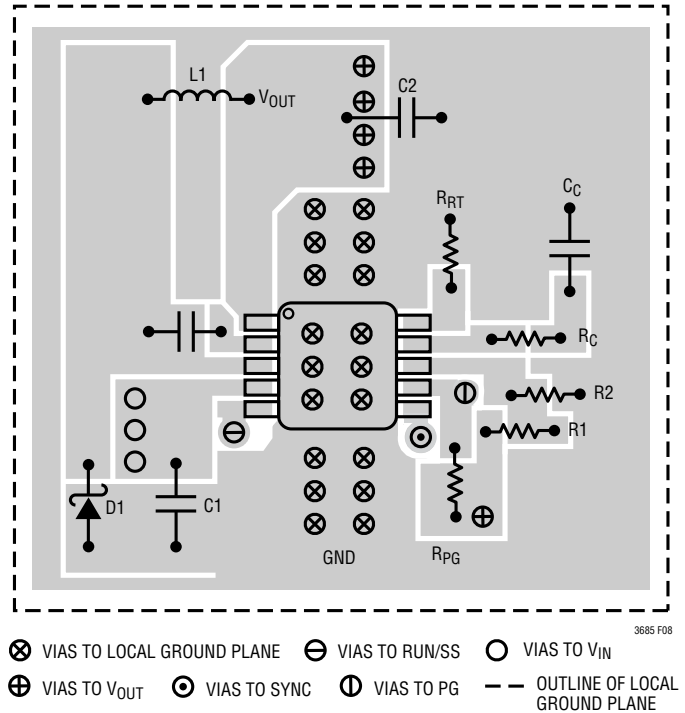 L1
VOUT
C2
RRT
CC
RC
R2
R1
D1
C1
GND
RPG
3685 F08
VIAS TO LOCAL GROUND PLANE
VIAS TO RUN/SS
VIAS TO VIN
VIAS TO VOUT
VIAS TO SYNC
VIAS TO PG
OUTLINE OF LOCAL
GROUND PLANE